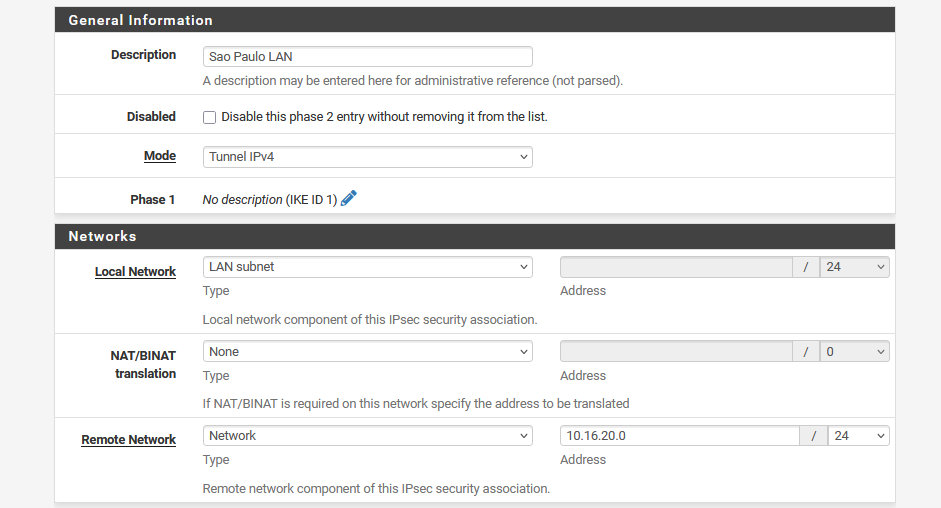 General Information
Description Sao Paulo LAN
A description may be entered here for administrative reference (not parsed).
Disabled Disable this phase 2 entry without removing it from the list.
Mode Tunnel IPv4
Phase 1 No description (IKE ID 1)
Networks
Local Network LAN subnet / 24
Type Address
Local network component of this IPsec security association.
NAT/BINAT translation None / 0
Type Address
If NAT/BINAT is required on this network specify the address to be translated
Remote Network Network 10.16.20.0 / 24
Type Address
Remote network component of this IPsec security association.